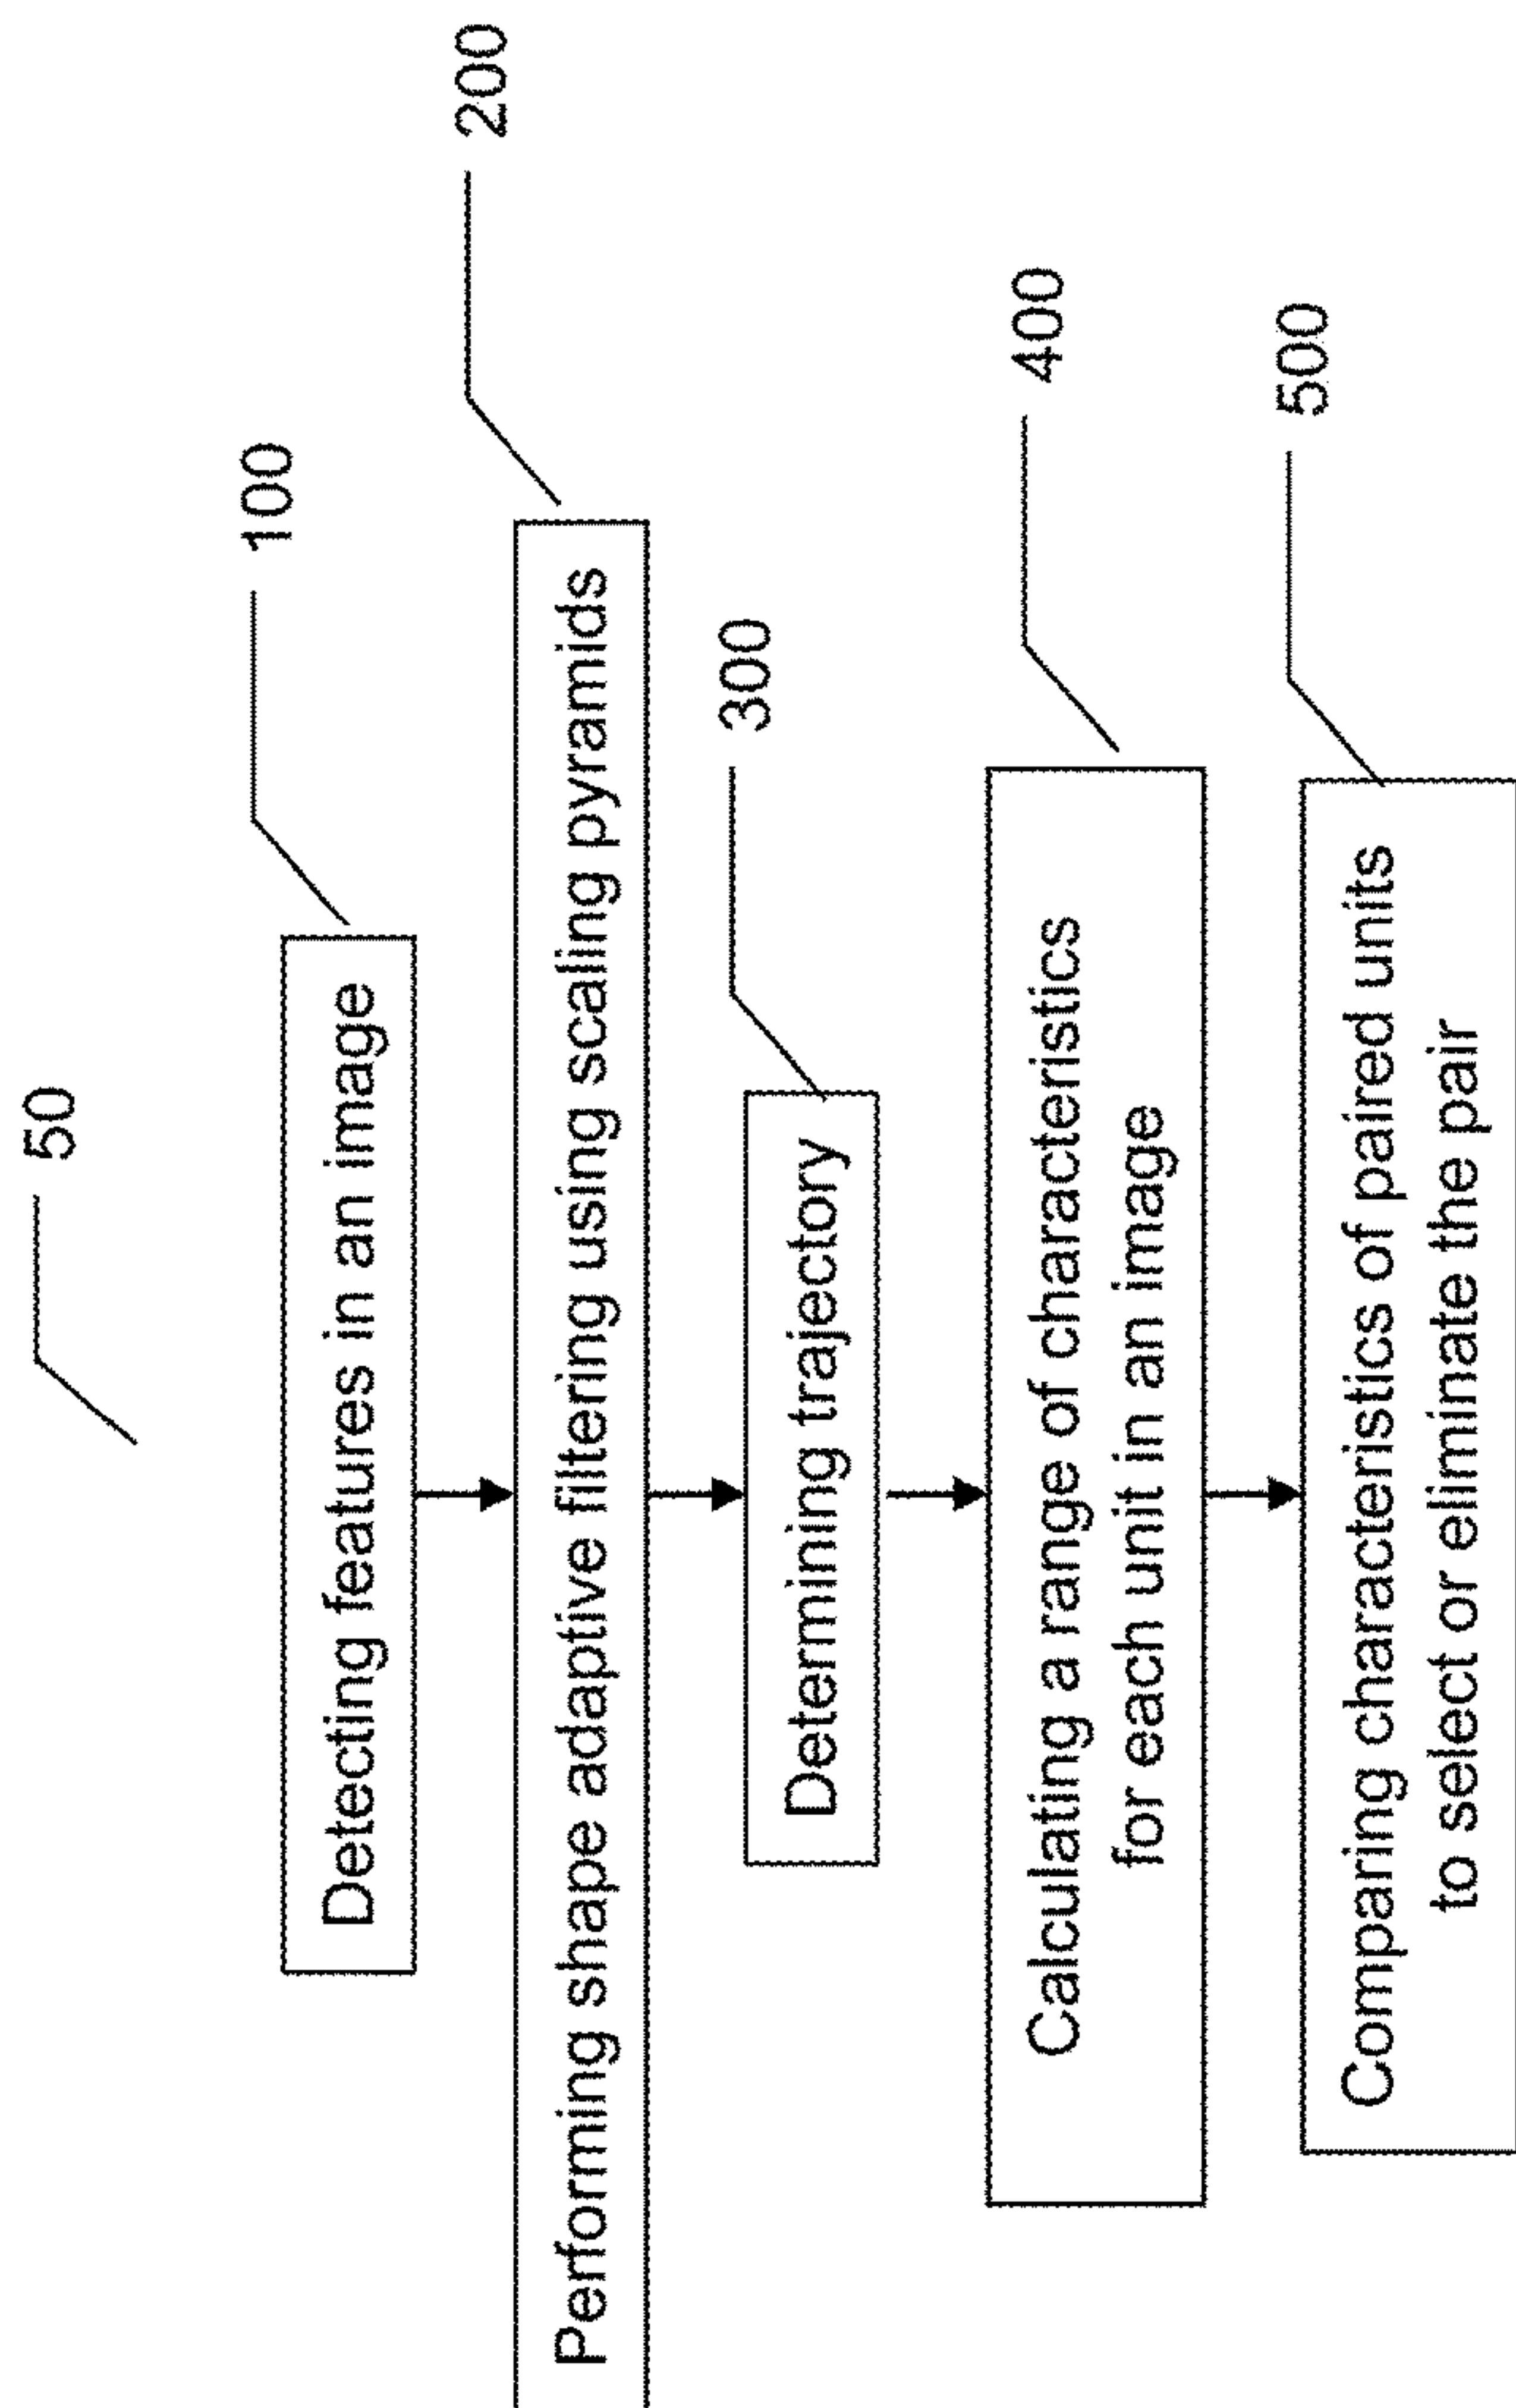 50
100
Detecting features in an image
200
Performing shape adaptive filtering using scaling pyramids
300
Determining trajectory
400
Calculating a range of characteristics
for each unit in an image
500
Comparing characteristics of paired units
to select or eliminate the pair